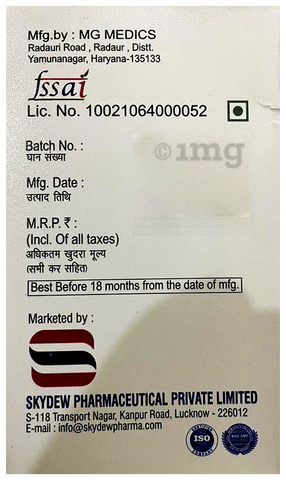 Mfg.by : MG MEDICS
Radauri Road , Radaur , Distt.
Yamunanagar, Haryana-135133
fssai
Lic. No. 10021064000052
Batch No. :
घान संख्या
©1mg
Mfg. Date :
उत्पाद तिथि
M.R.P. ₹ :
(Incl. Of all taxes)
अधिकतम खुदरा मूल्य
(सभी कर सहित)
Best Before 18 months from the date of mfg.
Marketed by :
SKYDEW PHARMACEUTICAL PRIVATE LIMITED
S-118 Transport Nagar, Kanpur Road, Lucknow - 226012
E-mail : info@skydewpharma.com
CERTIFIED
ISO
COMPANY